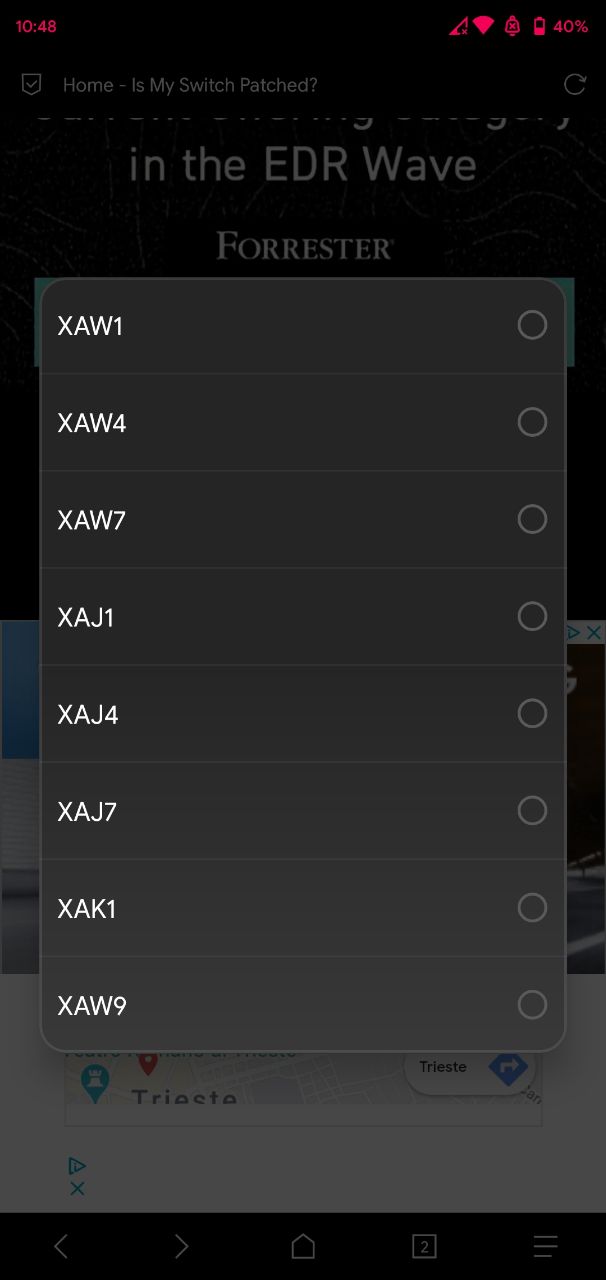 10:48
40%
Home - Is My Switch Patched?
in the EDR Wave
FORRESTER
XAW1
XAW4
XAW7
XAJ1
XAJ4
XAJ7
XAK1
XAW9
Trieste
Trieste
2